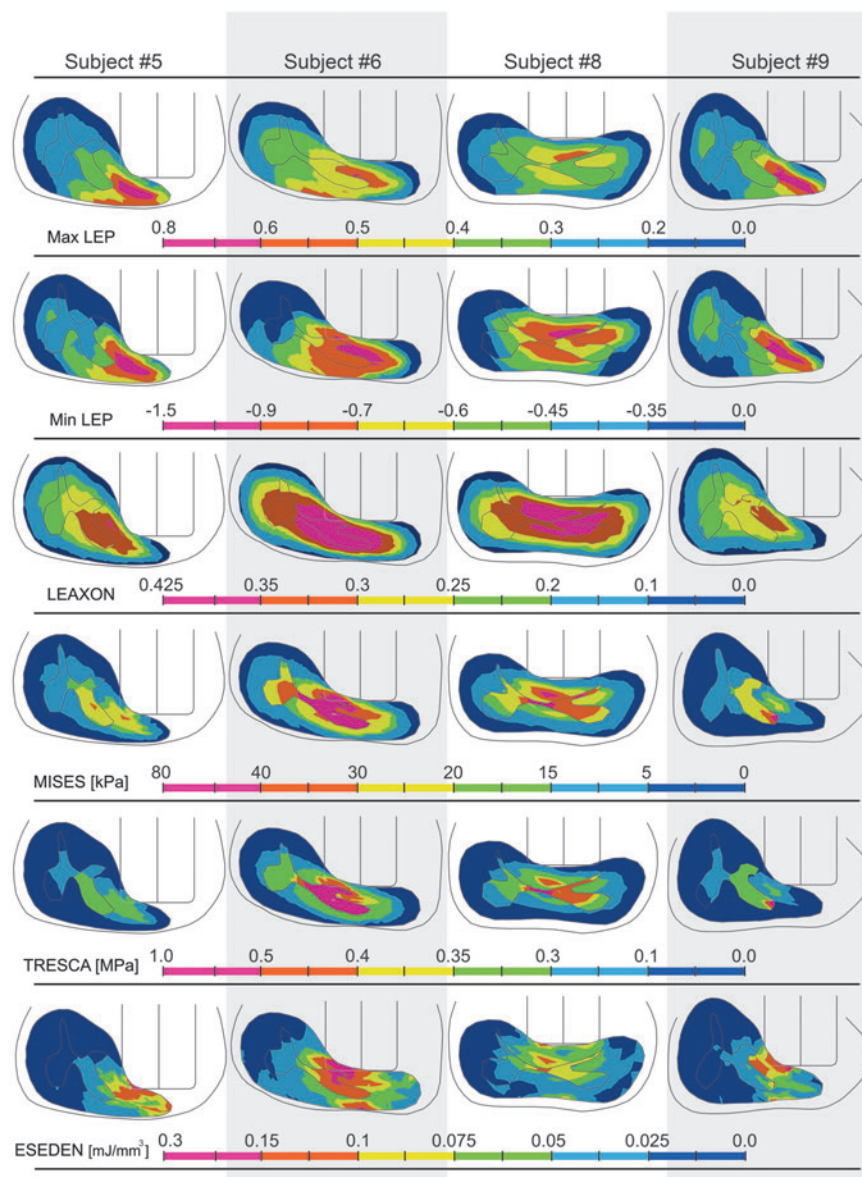 Subject #5 Subject #6 Subject #8 Subject #9
Max LEP 0.8 0.6 0.5 0.4 0.3 0.2 0.0
Min LEP -1.5 -0.9 -0.7 -0.6 -0.45 -0.35 0.0
LEAXON 0.425 0.35 0.3 0.25 0.2 0.1 0.0
MISES [kPa] 80 40 30 20 15 5 0
TRESCA [MPa] 1.0 0.5 0.4 0.35 0.3 0.1 0.0
ESEDEN [mJ/mm³] 0.3 0.15 0.1 0.075 0.05 0.025 0.0